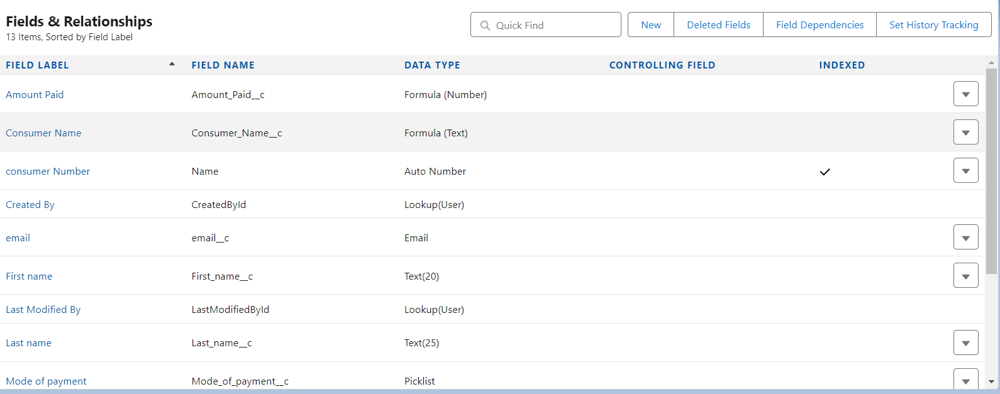 Fields & Relationships
13 Items, Sorted by Field Label
Quick Find
New
Deleted Fields
Field Dependencies
Set History Tracking
FIELD LABEL FIELD NAME DATA TYPE CONTROLLING FIELD INDEXED
Amount Paid Amount_Paid__c Formula (Number)
Consumer Name Consumer_Name__c Formula (Text)
consumer Number Name Auto Number
Created By CreatedById Lookup(User)
email email__c Email
First name First_name__c Text(20)
Last Modified By LastModifiedById Lookup(User)
Last name Last_name__c Text(25)
Mode of payment Mode_of_payment__c Picklist